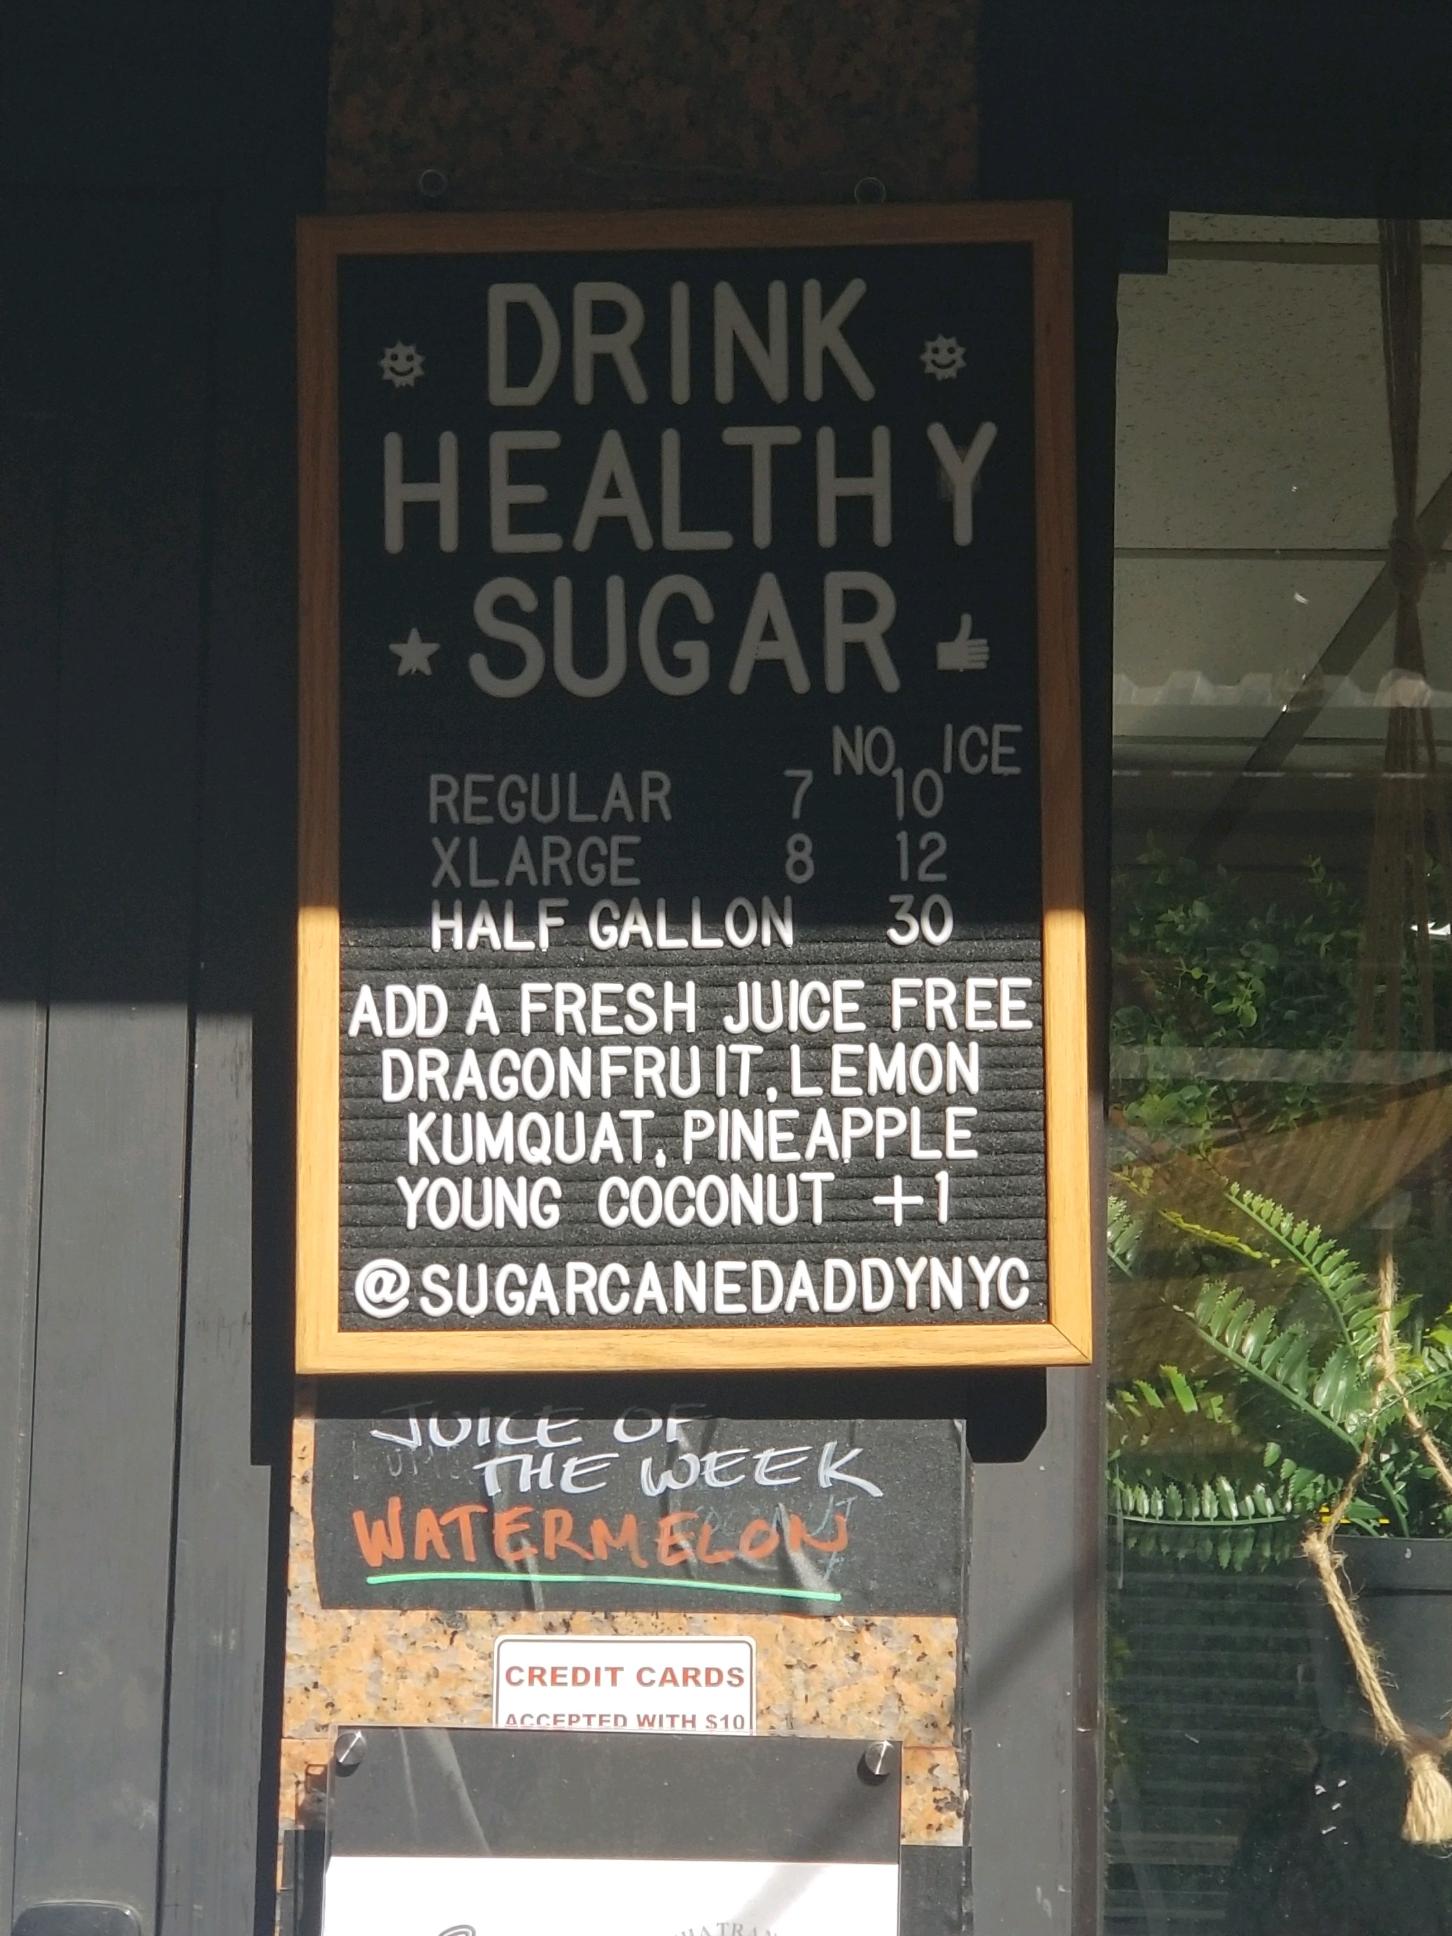 DRINK
HEALTHY
SUGAR
NO ICE
REGULAR 7 10
XLARGE 8 12
HALF GALLON 30
ADD A FRESH JUICE FREE
DRAGONFRUIT, LEMON
KUMQUAT, PINEAPPLE
YOUNG COCONUT +1
@SUGARCANEDADDYNYC
JUICE OF
THE WEEK
WATERMELON
CREDIT CARDS
ACCEPTED WITH $10